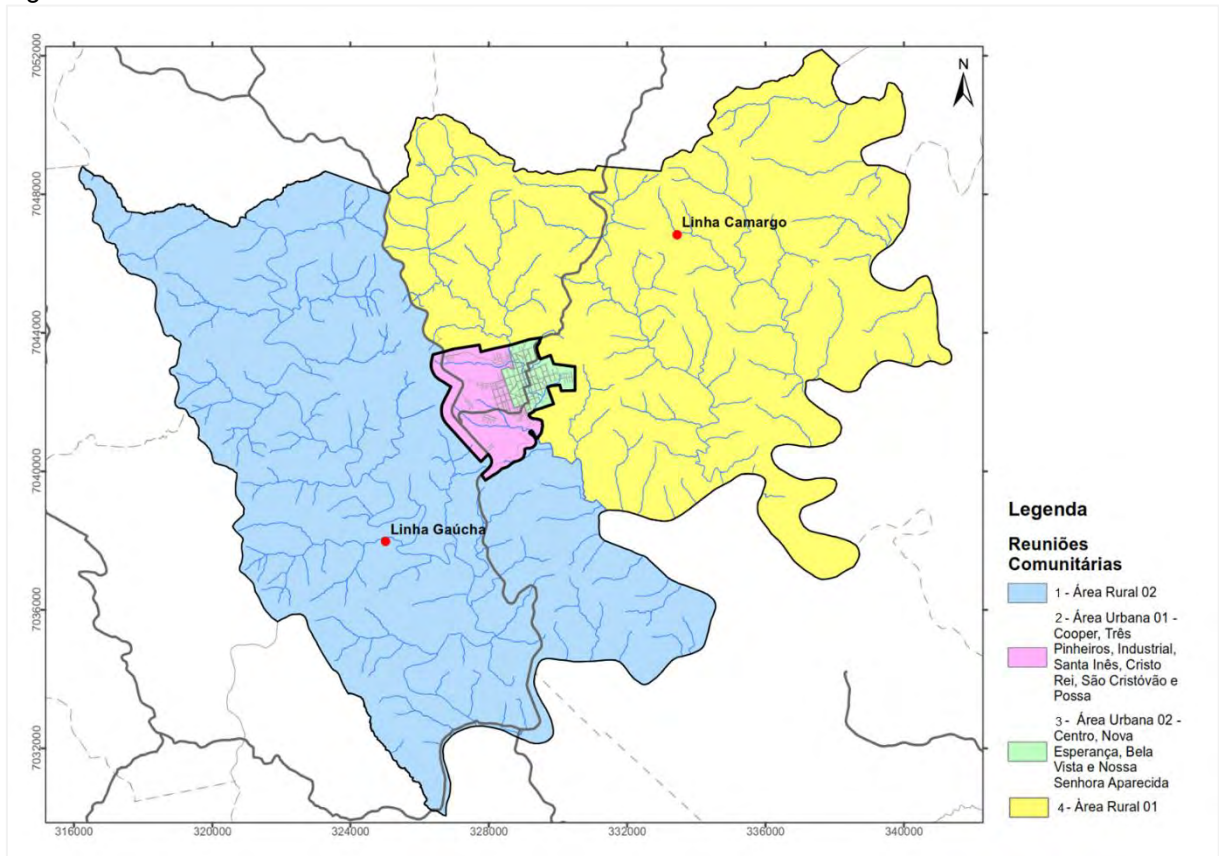 N
7052000
7048000
7044000
7040000
7036000
7032000
316000
320000
324000
328000
332000
336000
340000
Linha Camargo
Linha Gaúcha
Legenda
Reuniões
Comunitárias
1 - Área Rural 02
2 - Área Urbana 01 -
Cooper, Três
Pinheiros, Industrial,
Santa Inês, Cristo
Rei, São Cristóvão e
Possa
3 - Área Urbana 02 -
Centro, Nova
Esperança, Bela
Vista e Nossa
Senhora Aparecida
4 - Área Rural 01